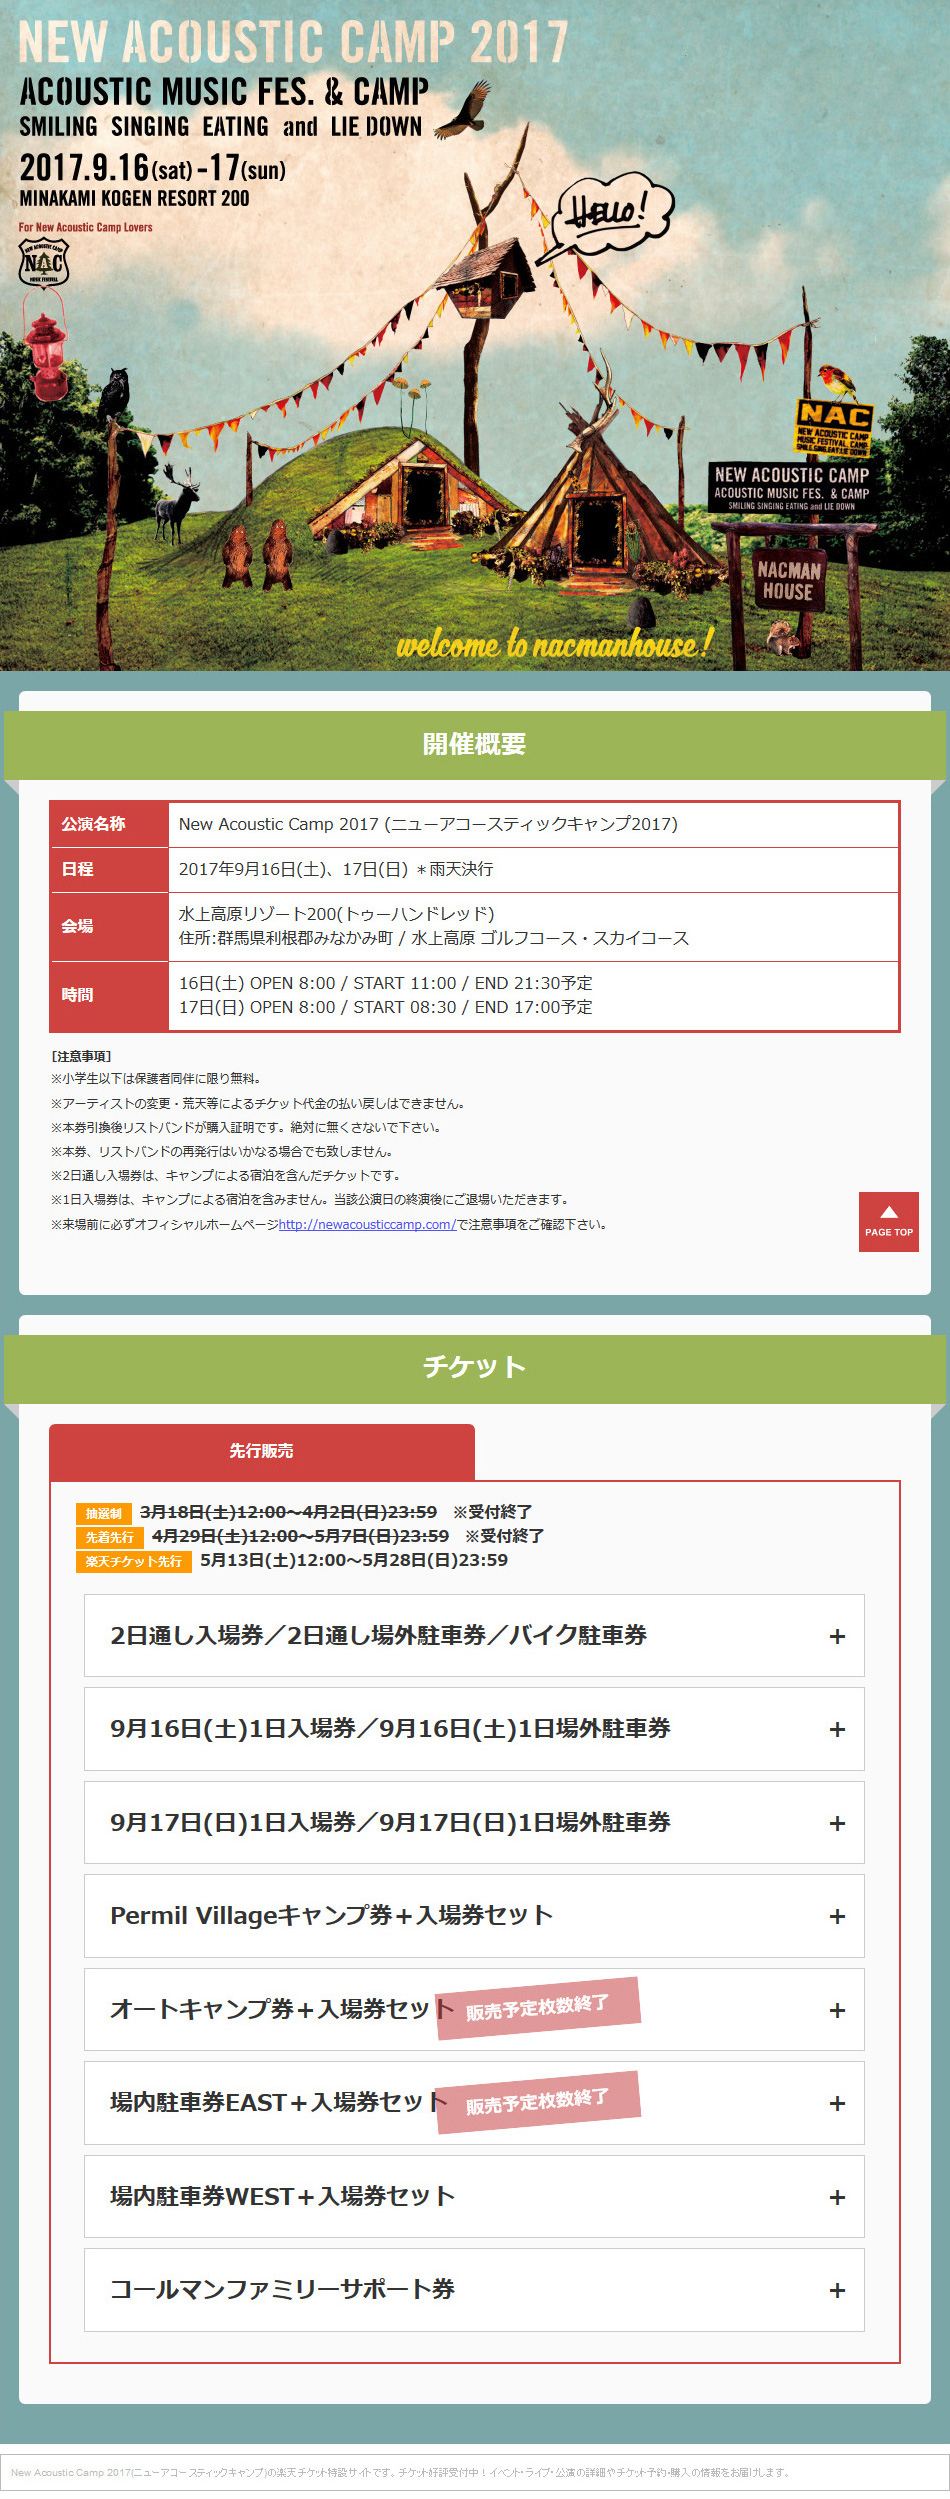 NEW ACOUSTIC CAMP 2017
ACOUSTIC MUSIC FES. & CAMP
SMILING SINGING EATING and LIE DOWN
2017.9.16(sat)-17(sun)
MINAKAMI KOGEN RESORT 200
For New Acoustic Camp Lovers
NEW ACOUSTIC CAMP
NAC
MUSIC FESTIVAL
HELLO!
NAC
NEW ACOUSTIC CAMP
MUSIC FESTIVAL. CAMP
SMILE.SING.EAT.LIE DOWN
NEW ACOUSTIC CAMP
ACOUSTIC MUSIC FES. & CAMP
SMILING SINGING EATING and LIE DOWN
NACMAN
HOUSE
welcome to nacmanhouse!
開催概要
公演名称 New Acoustic Camp 2017 (ニューアコースティックキャンプ2017)
日程 2017年9月16日(土)、17日(日) ＊雨天決行
会場 水上高原リゾート200(トゥーハンドレッド)
住所:群馬県利根郡みなかみ町 / 水上高原 ゴルフコース・スカイコース
時間 16日(土) OPEN 8:00 / START 11:00 / END 21:30予定
17日(日) OPEN 8:00 / START 08:30 / END 17:00予定
[注意事項]
※小学生以下は保護者同伴に限り無料。
※アーティストの変更・荒天等によるチケット代金の払い戻しはできません。
※本券引換後リストバンドが購入証明です。絶対に無くさないで下さい。
※本券、リストバンドの再発行はいかなる場合でも致しません。
※2日通し入場券は、キャンプによる宿泊を含んだチケットです。
※1日入場券は、キャンプによる宿泊を含みません。当該公演日の終演後にご退場いただきます。
※来場前に必ずオフィシャルホームページhttp://newacousticcamp.com/で注意事項をご確認下さい。
PAGE TOP
チケット
先行販売
抽選制 3月18日(土)12:00～4月2日(日)23:59 ※受付終了
先着先行 4月29日(土)12:00～5月7日(日)23:59 ※受付終了
楽天チケット先行 5月13日(土)12:00～5月28日(日)23:59
2日通し入場券／2日通し場外駐車券／バイク駐車券 +
9月16日(土)1日入場券／9月16日(土)1日場外駐車券 +
9月17日(日)1日入場券／9月17日(日)1日場外駐車券 +
Permil Villageキャンプ券＋入場券セット +
オートキャンプ券＋入場券セット 販売予定枚数終了 +
場内駐車券EAST＋入場券セット 販売予定枚数終了 +
場内駐車券WEST＋入場券セット +
コールマンファミリーサポート券 +
New Acoustic Camp 2017(ニューアコースティックキャンプ)の楽天チケット特設サイトです。チケット好評受付中！イベント・ライブ・公演の詳細やチケット予約・購入の情報をお届けします。